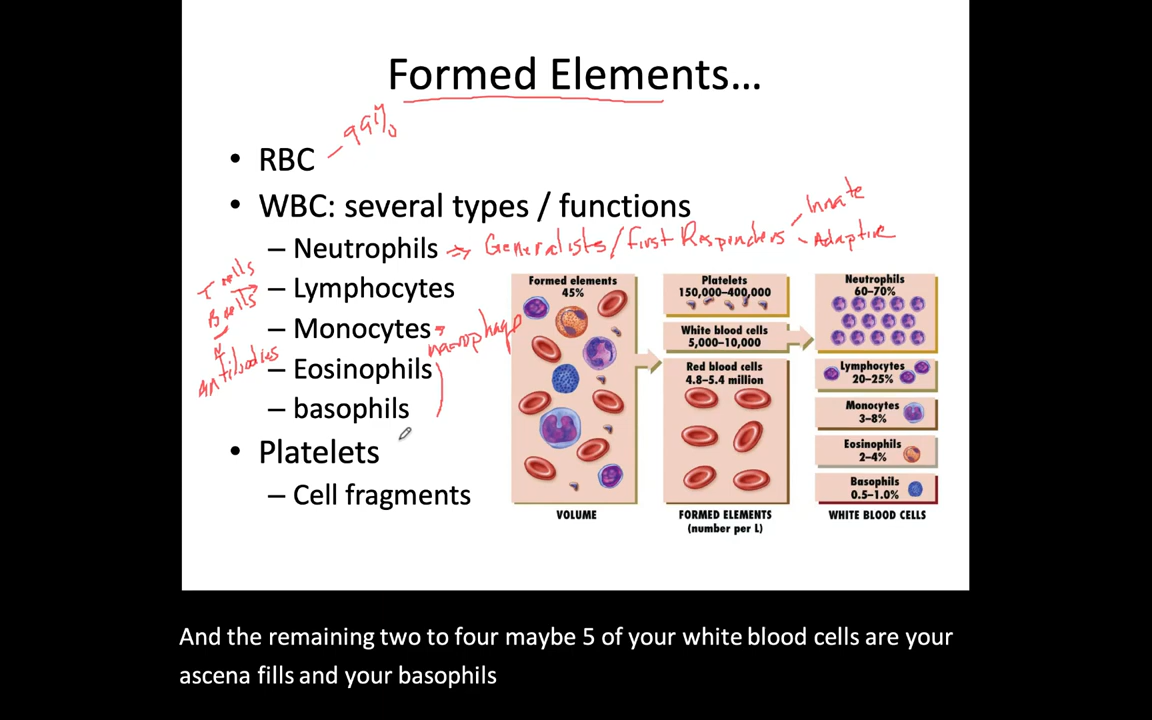 Formed Elements…
• RBC – 99%
• WBC: several types / functions
Innate
– Neutrophils → Generalists / First Responders - Adaptive
T cells
– Lymphocytes
B cells
– Monocytes → macrophage
Antibodies
– Eosinophils
– basophils
• Platelets
– Cell fragments
Formed elements
45%
VOLUME
Platelets
150,000–400,000
White blood cells
5,000–10,000
Red blood cells
4.8–5.4 million
FORMED ELEMENTS
(number per L)
Neutrophils
60–70%
Lymphocytes
20–25%
Monocytes
3–8%
Eosinophils
2–4%
Basophils
0.5–1.0%
WHITE BLOOD CELLS
And the remaining two to four maybe 5 of your white blood cells are your
ascena fills and your basophils